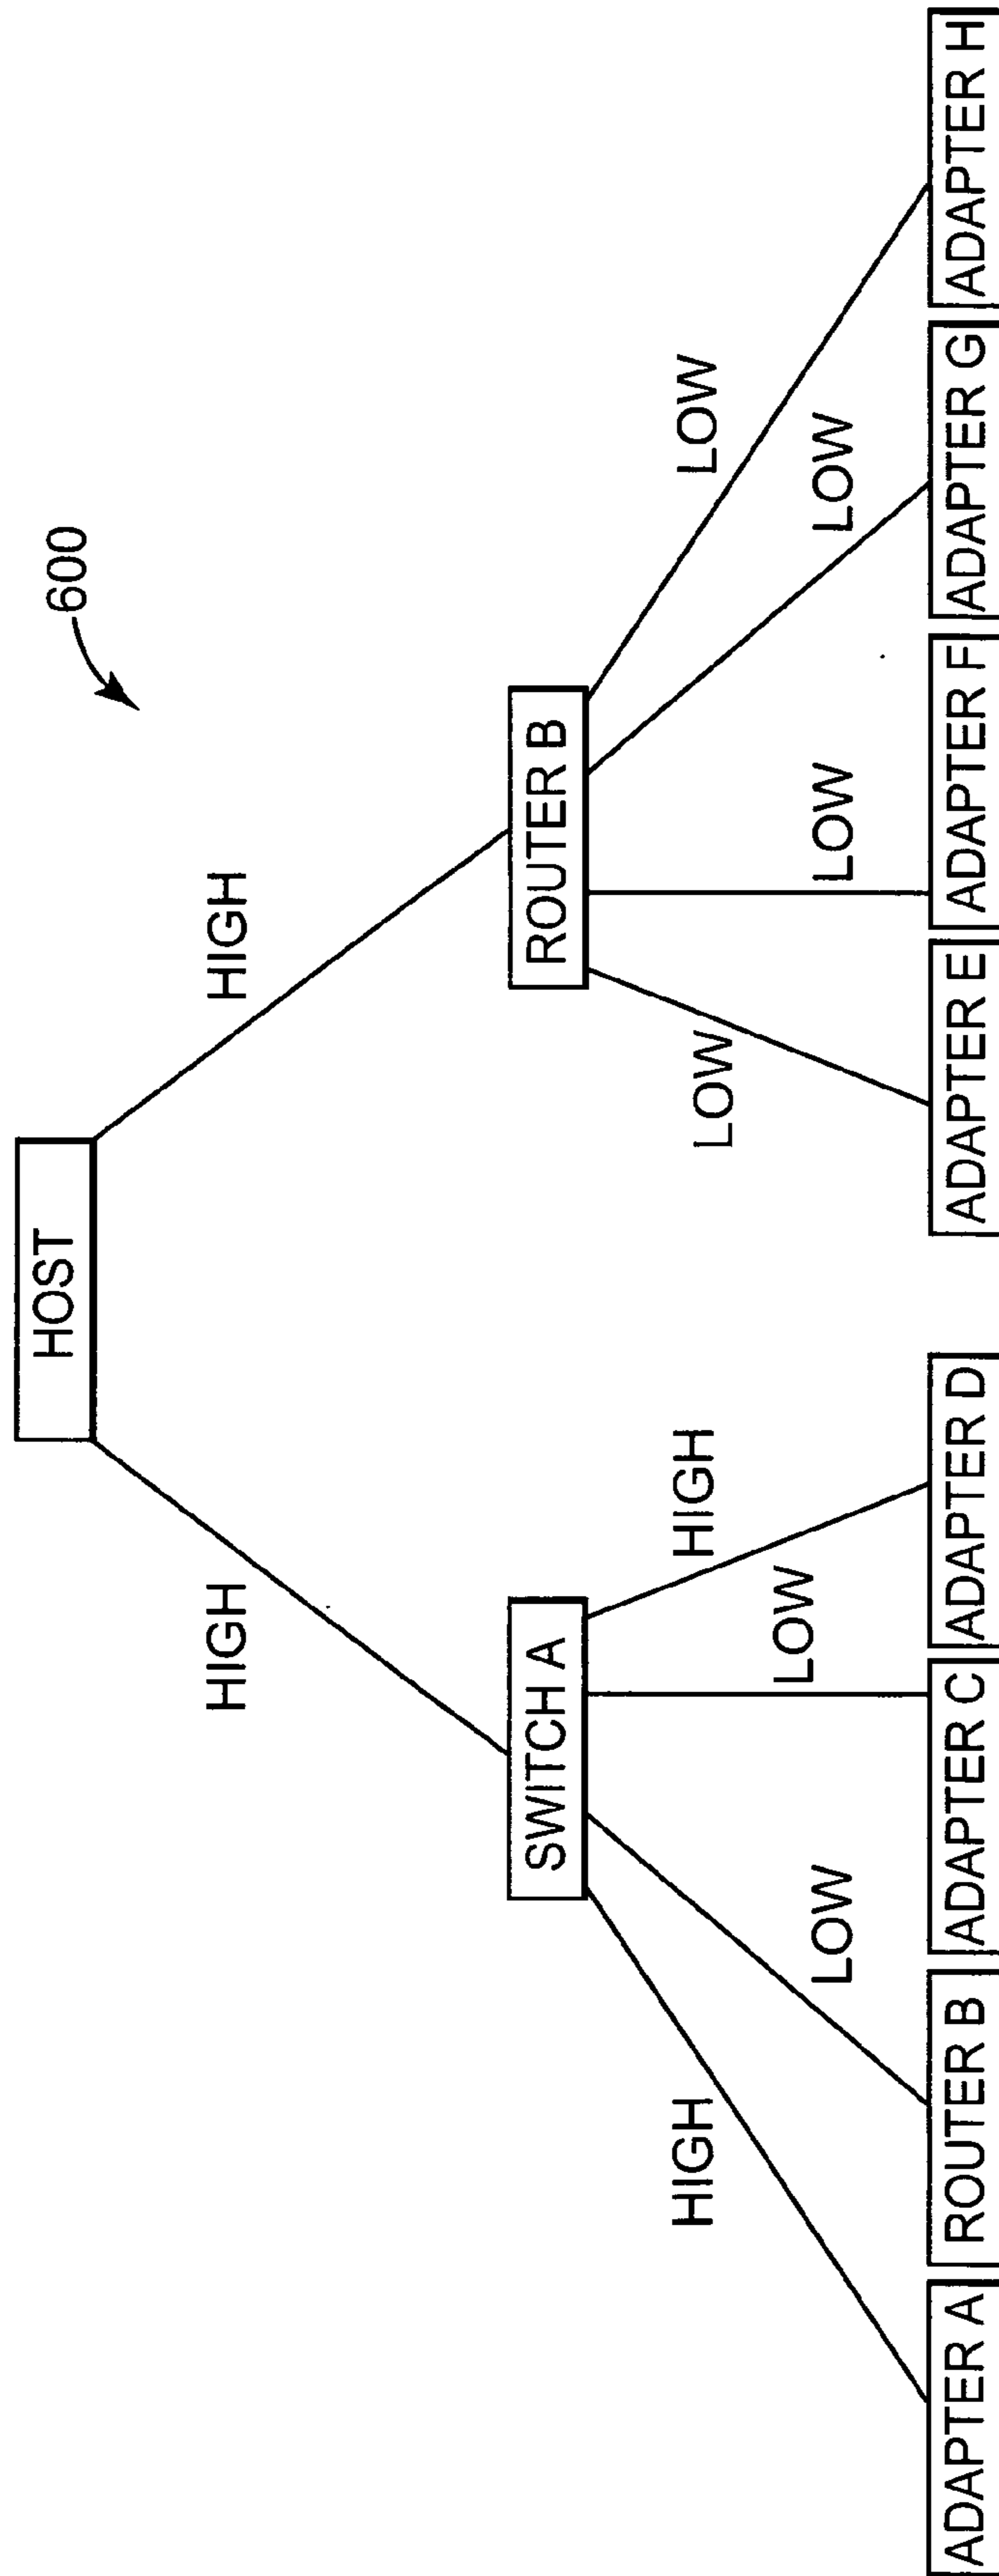 600
HOST
HIGH
HIGH
SWITCH A
ROUTER B
HIGH
LOW
LOW
HIGH
LOW
LOW
LOW
LOW
ADAPTER A
ROUTER B
ADAPTER C
ADAPTER D
ADAPTER E
ADAPTER F
ADAPTER G
ADAPTER H